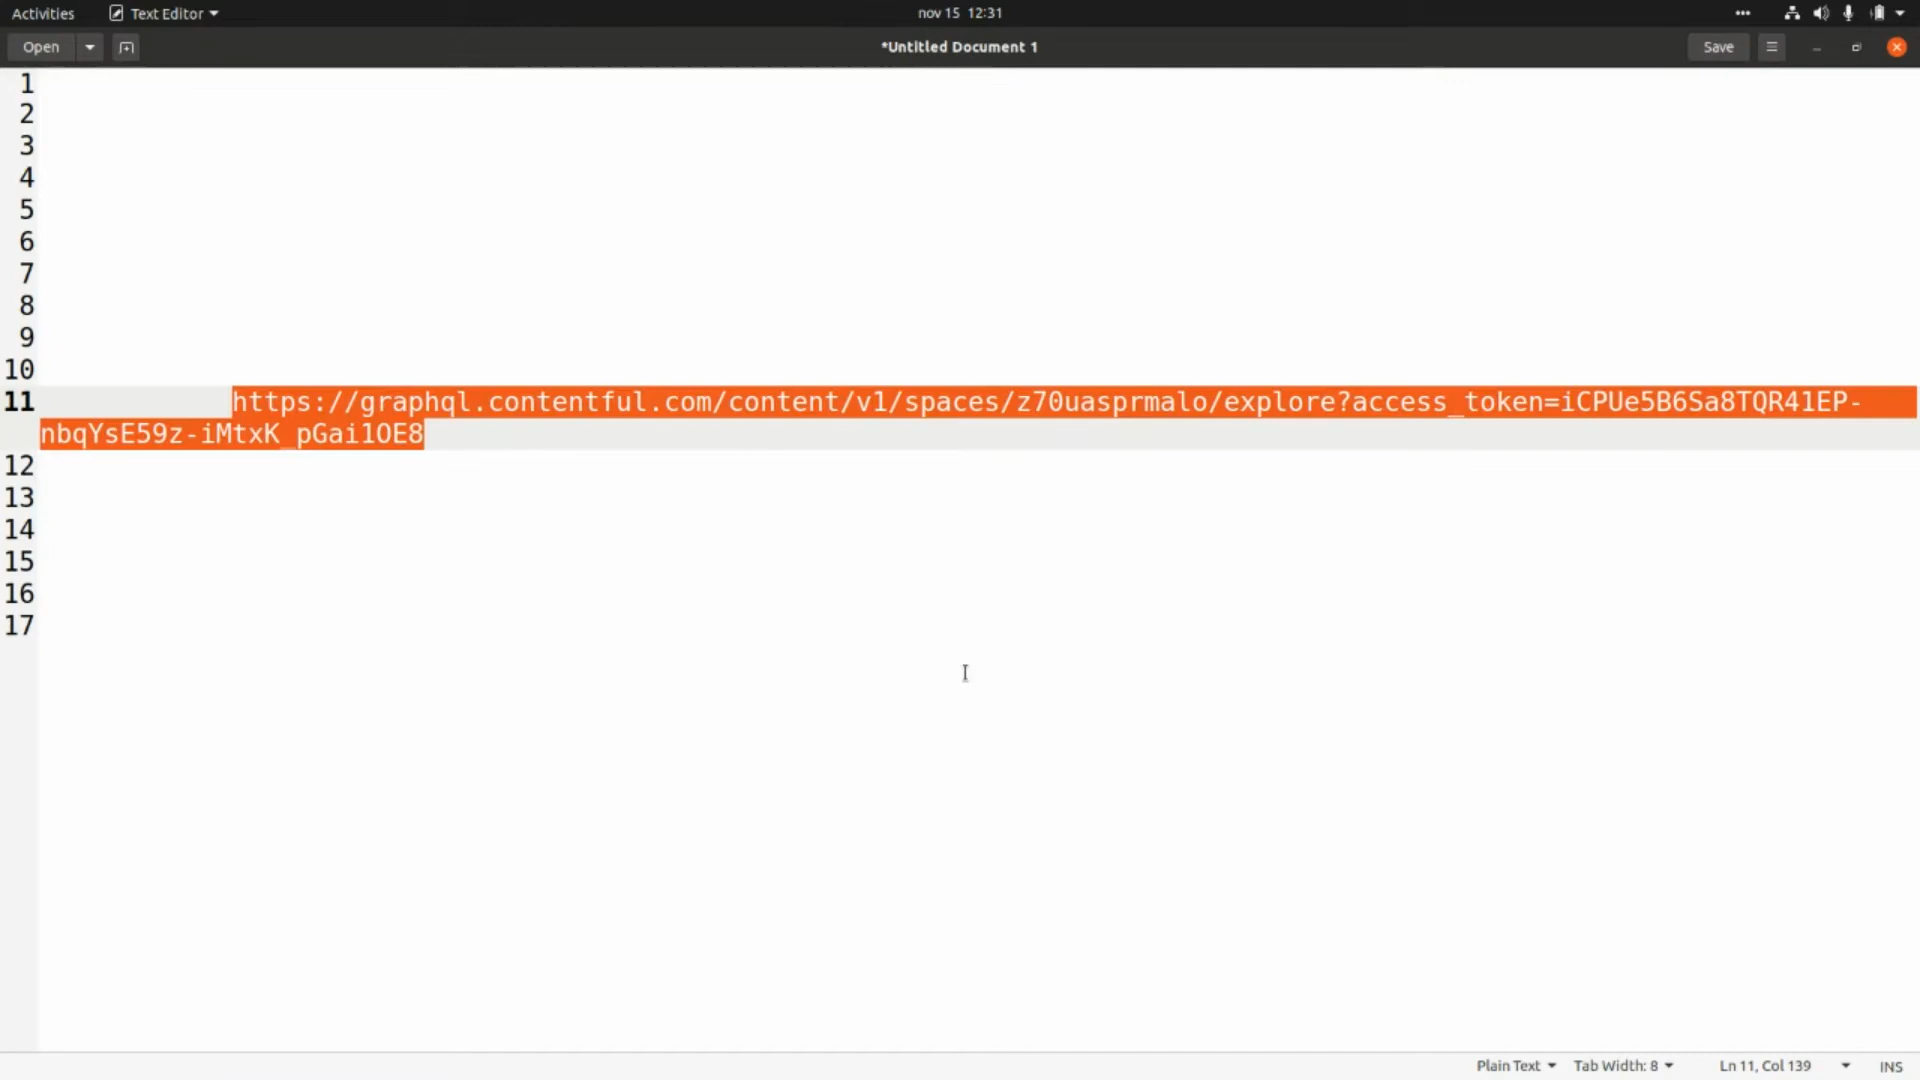 Activities
Text Editor
nov 15 12:31
Open
*Untitled Document 1
Save
1
2
3
4
5
6
7
8
9
10
11 https://graphql.contentful.com/content/v1/spaces/z70uasprmalo/explore?access_token=iCPUe5B6Sa8TQR41EP-
nbqYsE59z-iMtxK_pGai1OE8
12
13
14
15
16
17
Plain Text
Tab Width: 8
Ln 11, Col 139
INS